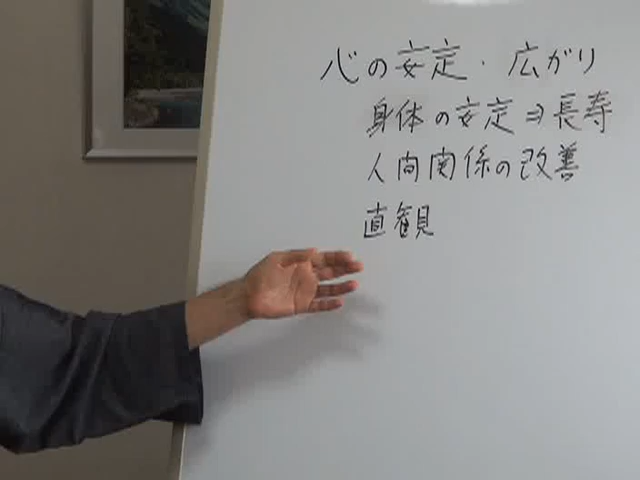 心の安定・広がり
身体の安定⇒長寿
人間関係の改善
直観